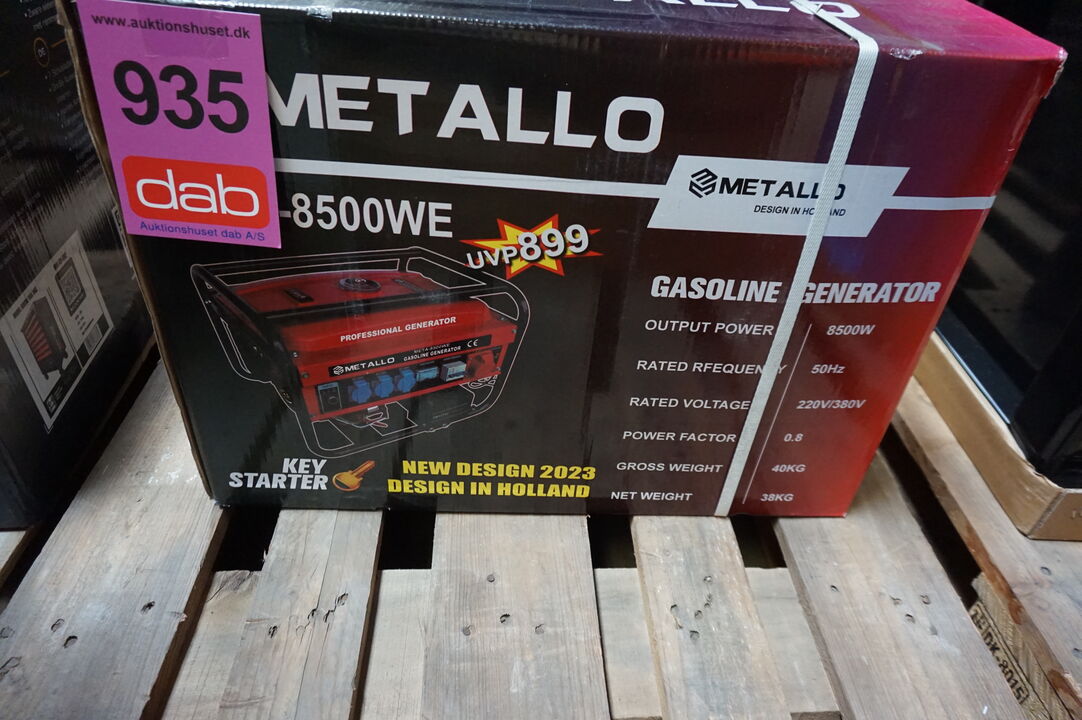 www.auktionshuset.dk
935
dab
Auktionshuset dab A/S
METALLO
-8500WE
UVP899
METALLO
DESIGN IN HOLLAND
GASOLINE GENERATOR
OUTPUT POWER 8500W
RATED RFEQUENCY 50Hz
RATED VOLTAGE 220V/380V
POWER FACTOR 0.8
GROSS WEIGHT 40KG
NET WEIGHT 38KG
PROFESSIONAL GENERATOR
METALLO
GASOLINE GENERATOR CE
KEY
STARTER
NEW DESIGN 2023
DESIGN IN HOLLAND